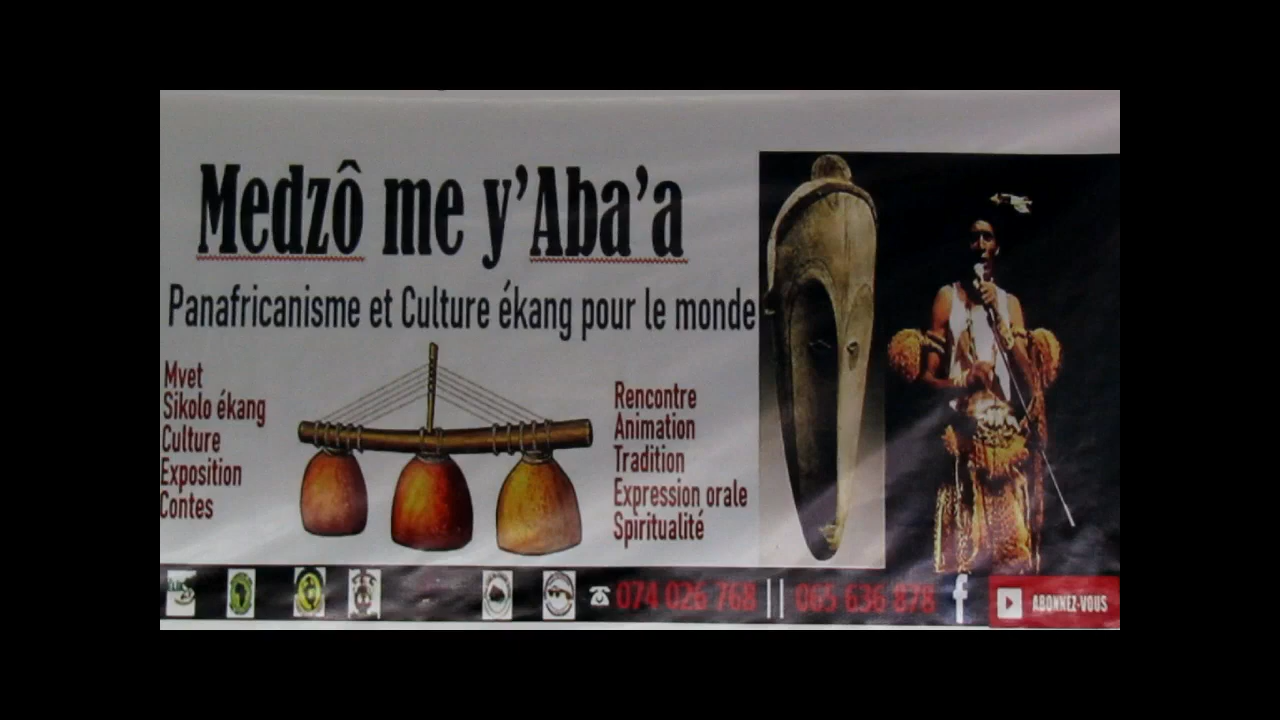 Medzô me y'Aba'a
Panafricanisme et Culture ékang pour le monde
Mvet
Sikolo ékang
Culture
Exposition
Contes
Rencontre
Animation
Tradition
Expression orale
Spiritualité
074 026 768 || 065 636 878
ABONNEZ-VOUS